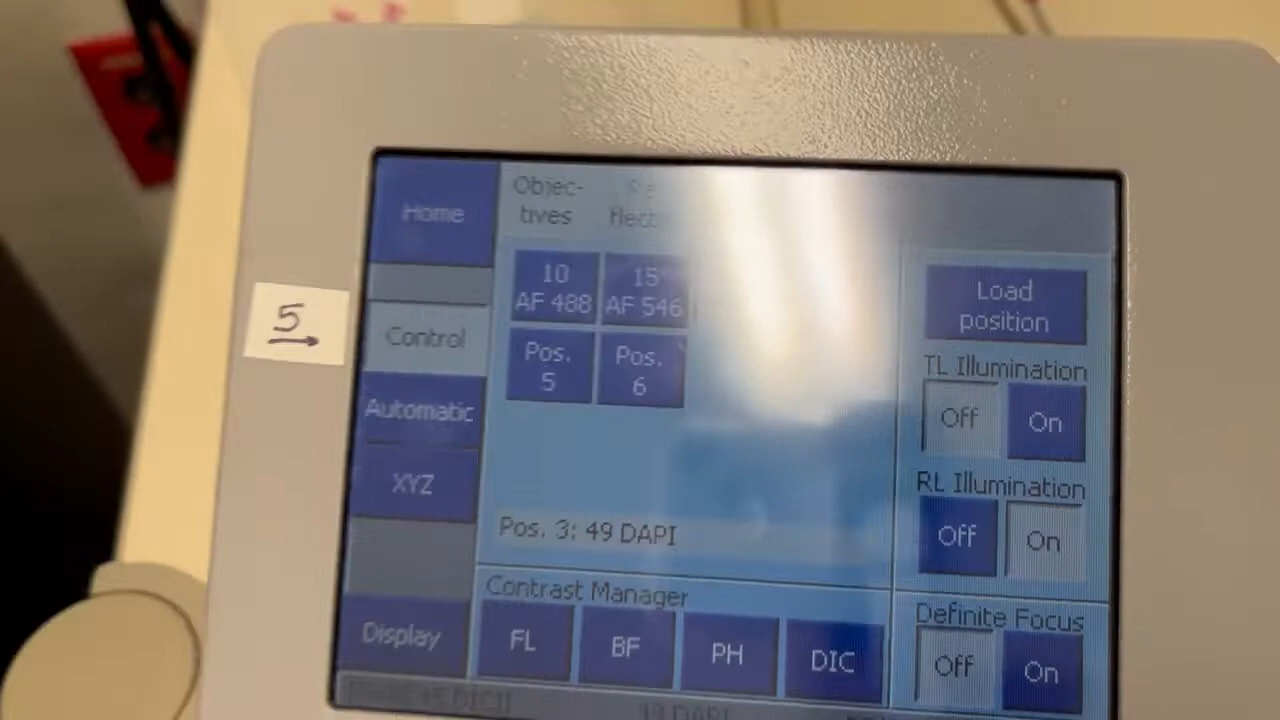 5
Home
Control
Automatic
XYZ
Display
Objec-
tives
10
AF 488
15
AF 546
Pos.
5
Pos.
6
Pos. 3: 49 DAPI
Contrast Manager
FL
BF
PH
DIC
Load
position
TL Illumination
Off
On
RL Illumination
Off
On
Definite Focus
Off
On
49 DAPI